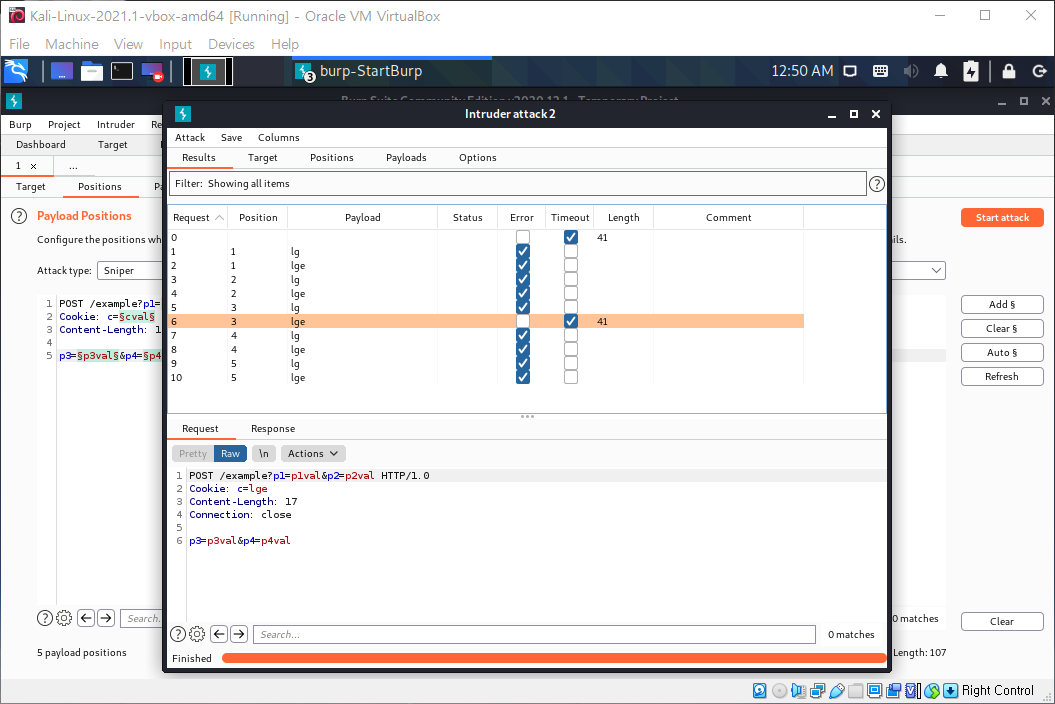 Kali-Linux-2021.1-vbox-amd64 [Running] - Oracle VM VirtualBox
File Machine View Input Devices Help
3 burp-StartBurp 12:50 AM
Intruder attack 2
Burp Project Intruder Re
Dashboard Target
1 × ...
Target Positions Pa
? Payload Positions
Start attack
Configure the positions wh
ils.
Attack type: Sniper
1 POST /example?p1=
2 Cookie: c=§cval§
3 Content-Length: 1
4
5 p3=§p3val§&p4=§p4
Add §
Clear §
Auto §
Refresh
Attack Save Columns
Results Target Positions Payloads Options
Filter: Showing all items ?
Request Position Payload Status Error Timeout Length Comment
0 41
1 1 lg
2 1 lge
3 2 lg
4 2 lge
5 3 lg
6 3 lge 41
7 4 lg
8 4 lge
9 5 lg
10 5 lge
Request Response
Pretty Raw \n Actions
1 POST /example?p1=p1val&p2=p2val HTTP/1.0
2 Cookie: c=lge
3 Content-Length: 17
4 Connection: close
5
6 p3=p3val&p4=p4val
? Search... 0 matches
Finished
? Search.
0 matches
Clear
5 payload positions
Length: 107
Right Control